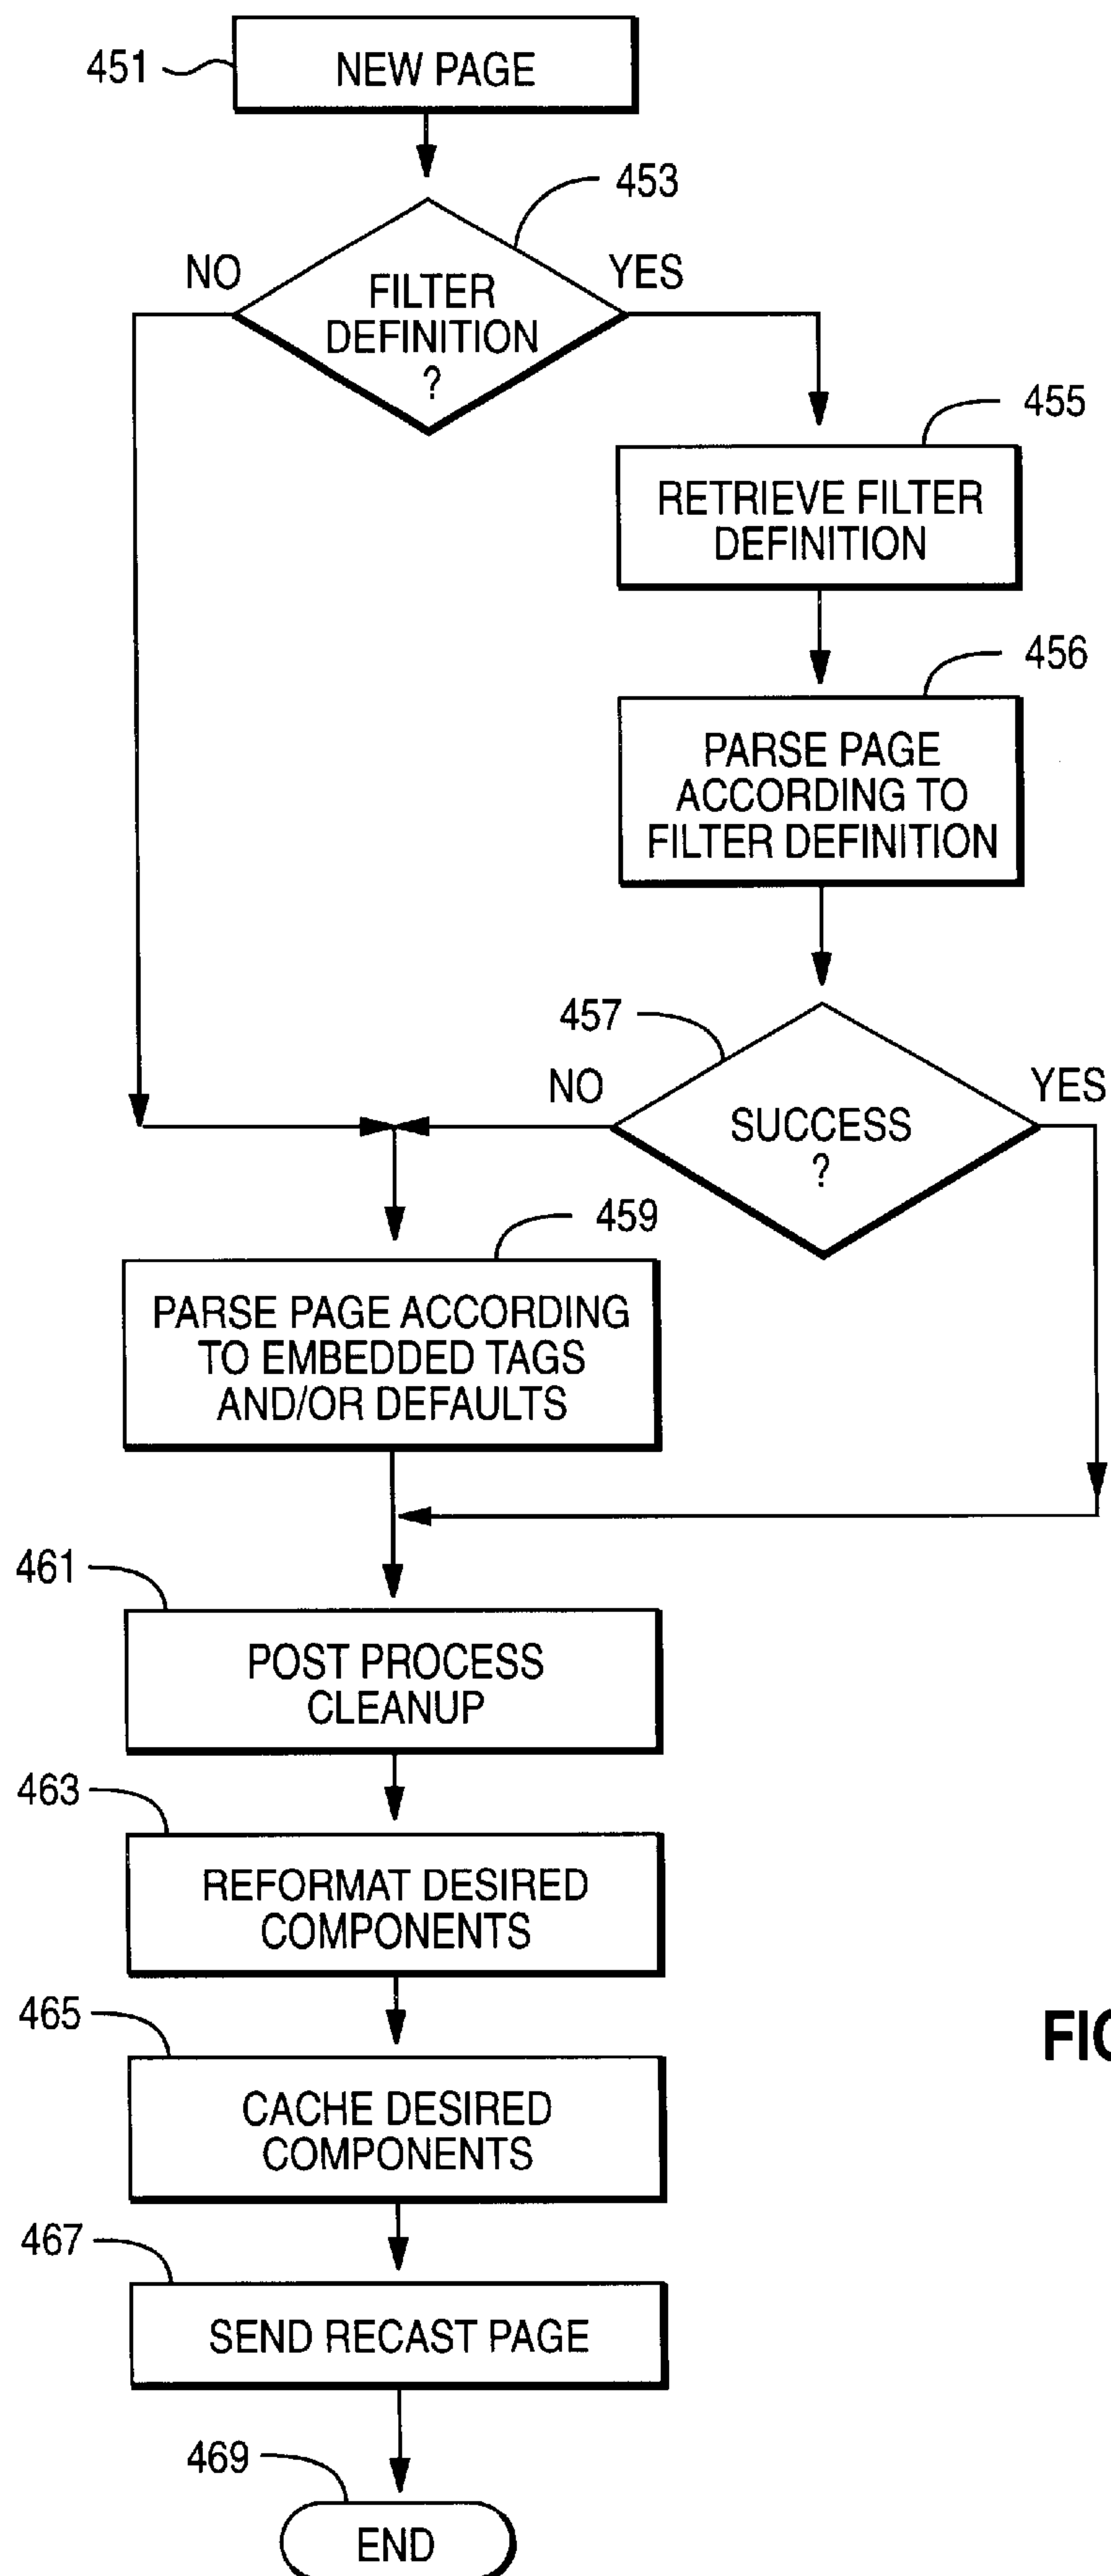 451
NEW PAGE
453
NO
YES
FILTER
DEFINITION
?
455
RETRIEVE FILTER
DEFINITION
456
PARSE PAGE
ACCORDING TO
FILTER DEFINITION
457
NO
YES
SUCCESS
?
459
PARSE PAGE ACCORDING
TO EMBEDDED TAGS
AND/OR DEFAULTS
461
POST PROCESS
CLEANUP
463
REFORMAT DESIRED
COMPONENTS
465
CACHE DESIRED
COMPONENTS
467
SEND RECAST PAGE
469
END